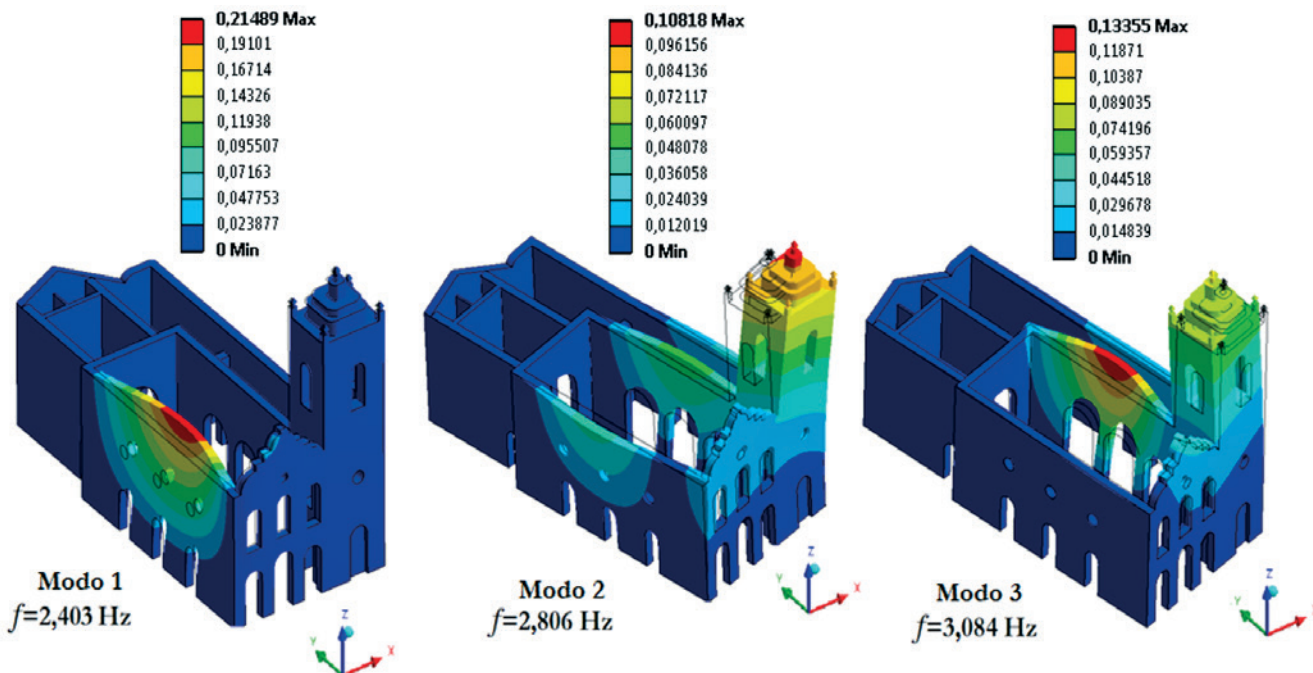 0,21489 Max
0,19101
0,16714
0,14326
0,11938
0,095507
0,07163
0,047753
0,023877
0 Min
Modo 1
f=2,403 Hz
Z
Y
X
0,10818 Max
0,096156
0,084136
0,072117
0,060097
0,048078
0,036058
0,024039
0,012019
0 Min
Modo 2
f=2,806 Hz
Z
Y
X
0,13355 Max
0,11871
0,10387
0,089035
0,074196
0,059357
0,044518
0,029678
0,014839
0 Min
Modo 3
f=3,084 Hz
Z
Y